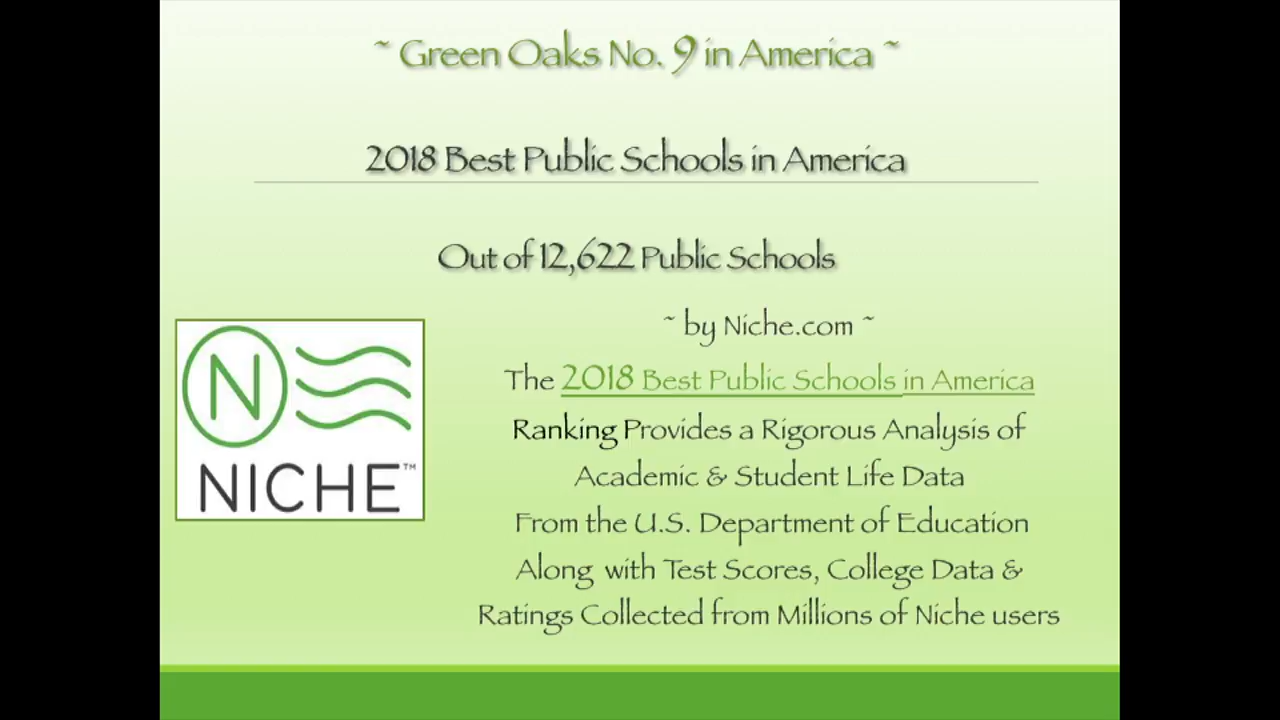 ~ Green Oaks No. 9 in America ~
2018 Best Public Schools in America
Out of 12,622 Public Schools
~ by Niche.com ~
The 2018 Best Public Schools in America
Ranking Provides a Rigorous Analysis of
Academic & Student Life Data
From the U.S. Department of Education
Along with Test Scores, College Data &
Ratings Collected from Millions of Niche users
N
NICHE™